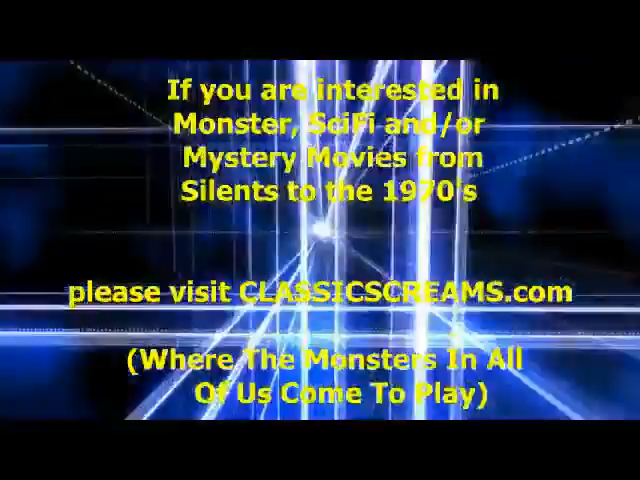 If you are interested in
Monster, SciFi and/or
Mystery Movies from
Silents to the 1970's
please visit CLASSICSCREAMS.com
(Where The Monsters In All
Of Us Come To Play)